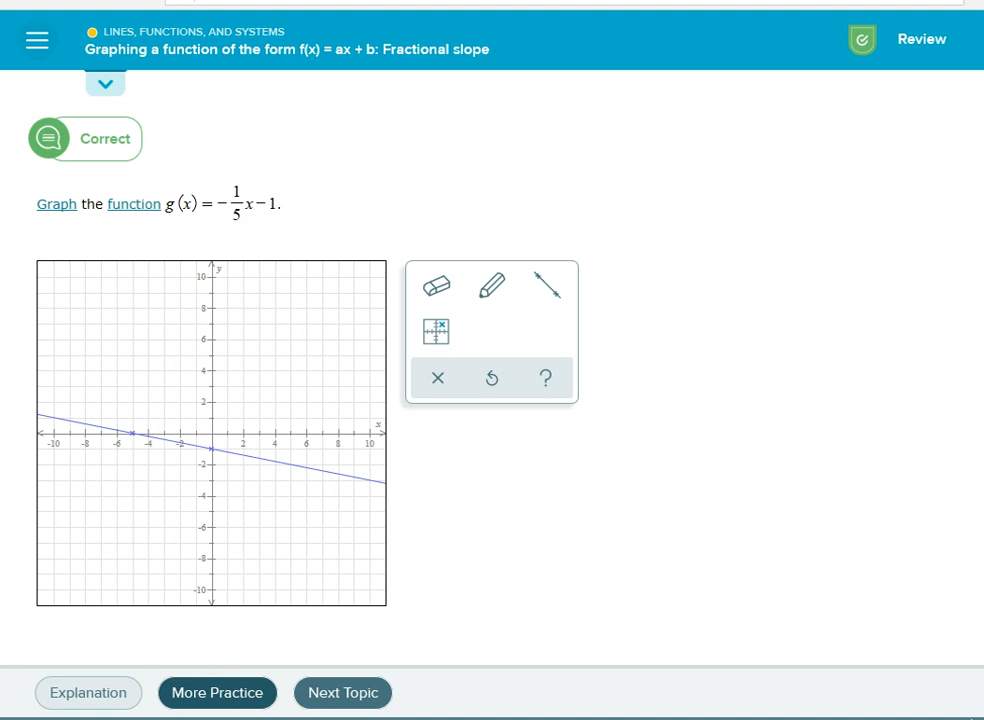 LINES, FUNCTIONS, AND SYSTEMS
Graphing a function of the form f(x) = ax + b: Fractional slope
Review
Correct
Graph the function g (x) = −1/5 x − 1.
y
10
8
6
4
2
x
-10 -8 -6 -4 -2 2 4 6 8 10
-2
-4
-6
-8
-10
?
Explanation
More Practice
Next Topic